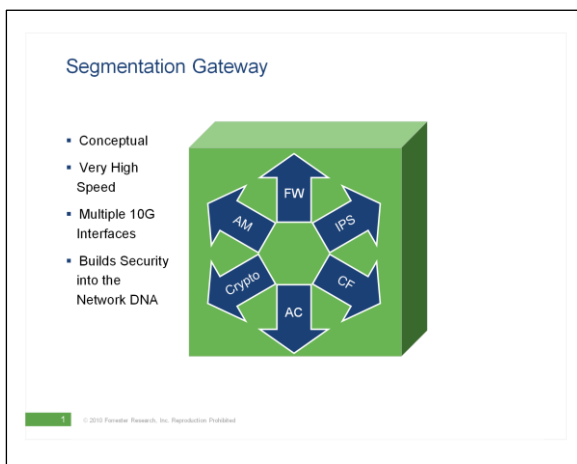 Segmentation Gateway
▪ Conceptual
▪ Very High
Speed
▪ Multiple 10G
Interfaces
▪ Builds Security
into the
Network DNA
FW
IPS
CF
AC
Crypto
AM
1 © 2010 Forrester Research, Inc. Reproduction Prohibited